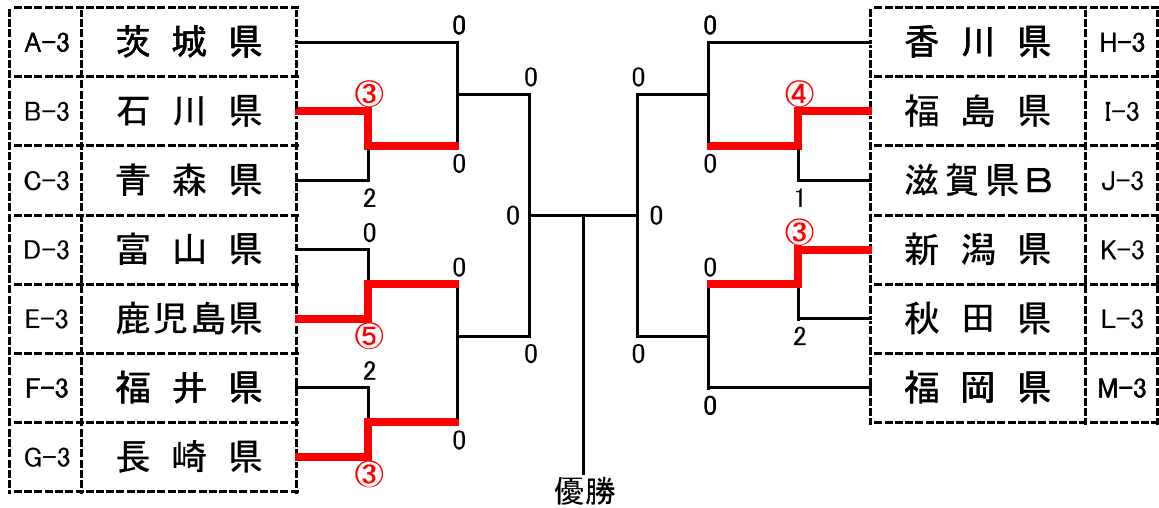 A-3 茨城県
B-3 石川県
C-3 青森県
D-3 富山県
E-3 鹿児島県
F-3 福井県
G-3 長崎県
0
③
0
2
0
0
⑤
2
0
③
0
0
0
優勝
0
0
0
0
④
0
1
③
0
2
0
香川県 H-3
福島県 I-3
滋賀県B J-3
新潟県 K-3
秋田県 L-3
福岡県 M-3